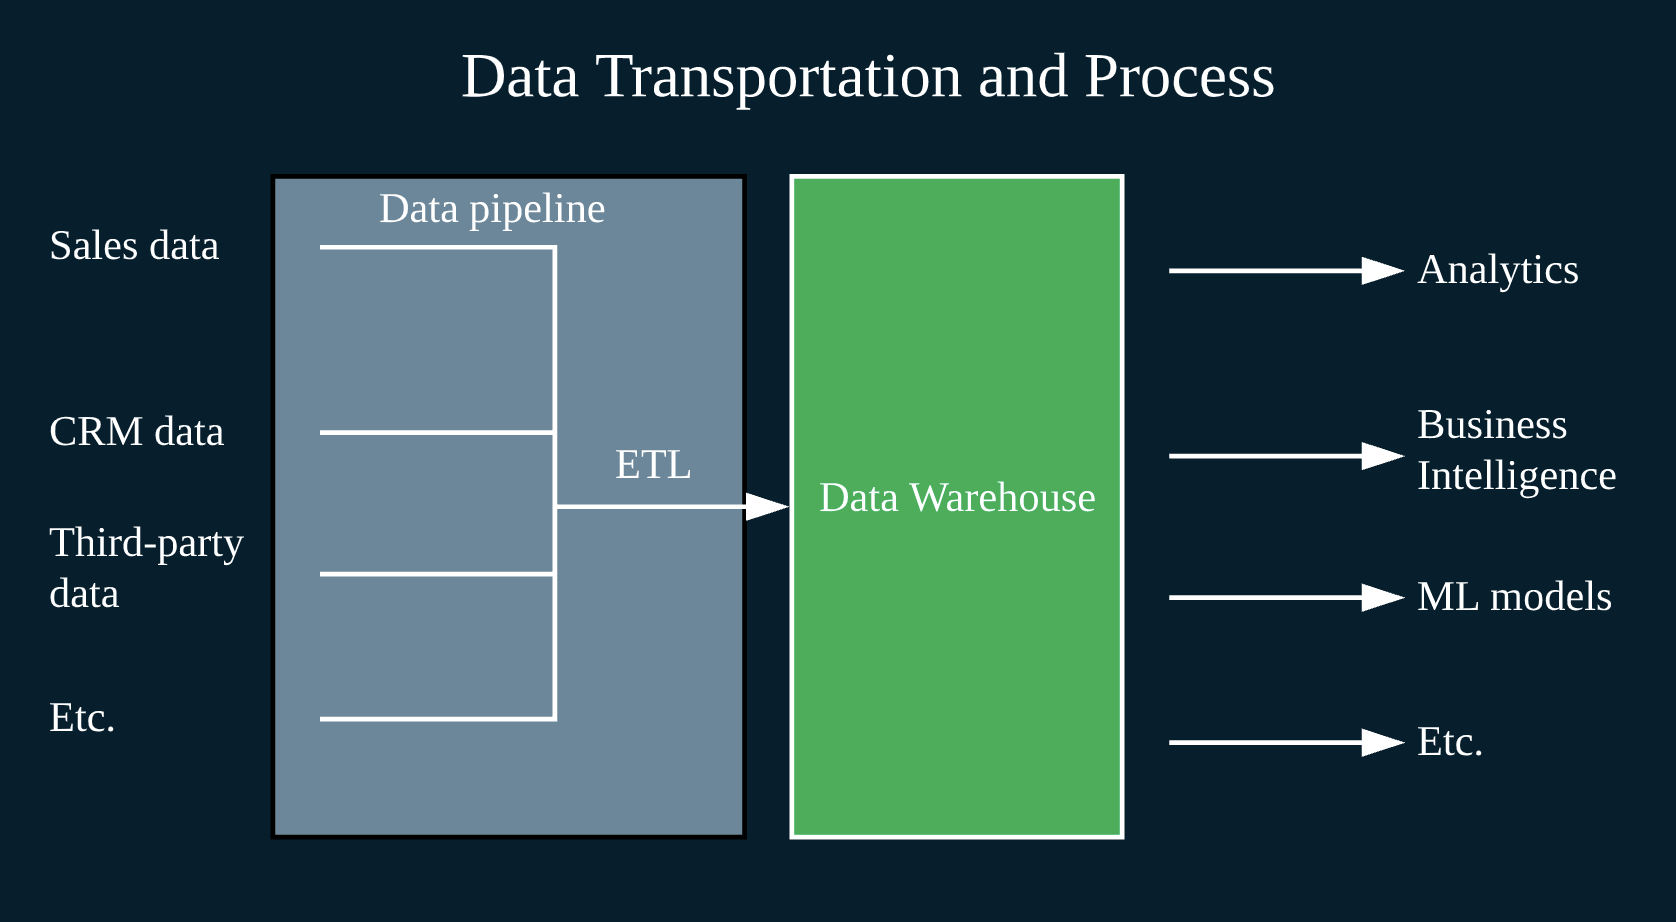 Data Transportation and Process
Data pipeline
Sales data
CRM data
Third-party
data
Etc.
ETL
Data Warehouse
Analytics
Business
Intelligence
ML models
Etc.